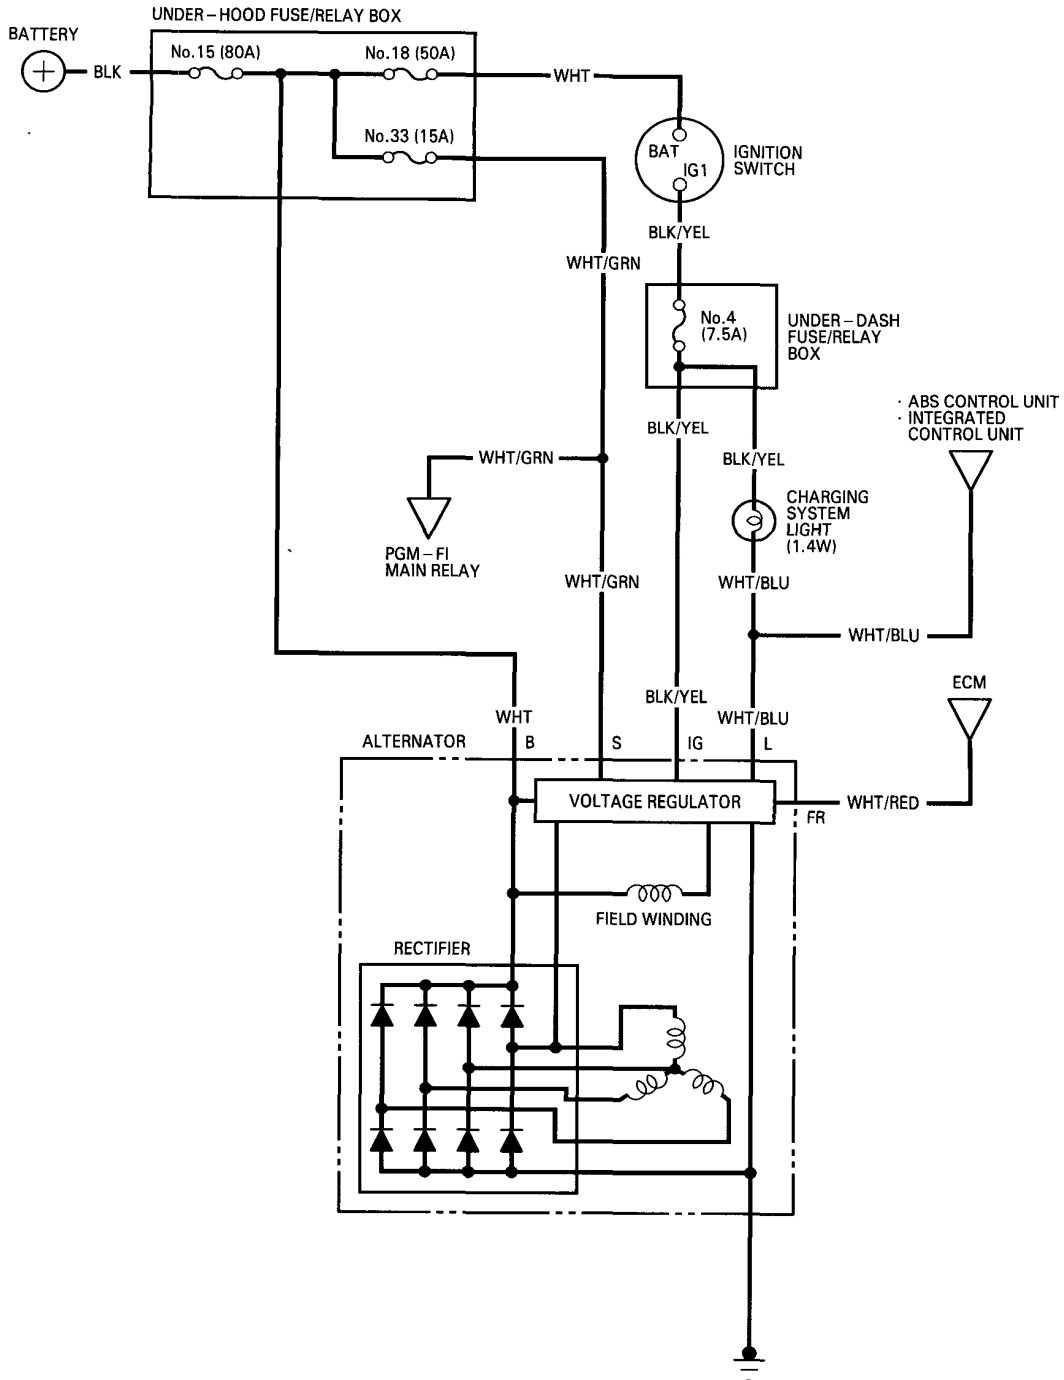 UNDER–HOOD FUSE/RELAY BOX
BATTERY
No.15 (80A)
No.18 (50A)
BLK
WHT
No.33 (15A)
BAT
IG1
IGNITION
SWITCH
BLK/YEL
WHT/GRN
No.4
(7.5A)
UNDER–DASH
FUSE/RELAY
BOX
· ABS CONTROL UNIT
· INTEGRATED
CONTROL UNIT
BLK/YEL
WHT/GRN
BLK/YEL
CHARGING
SYSTEM
LIGHT
(1.4W)
PGM–FI
MAIN RELAY
WHT/GRN
WHT/BLU
WHT/BLU
ECM
BLK/YEL
WHT
WHT/BLU
ALTERNATOR
B
S
IG
L
VOLTAGE REGULATOR
WHT/RED
FR
FIELD WINDING
RECTIFIER